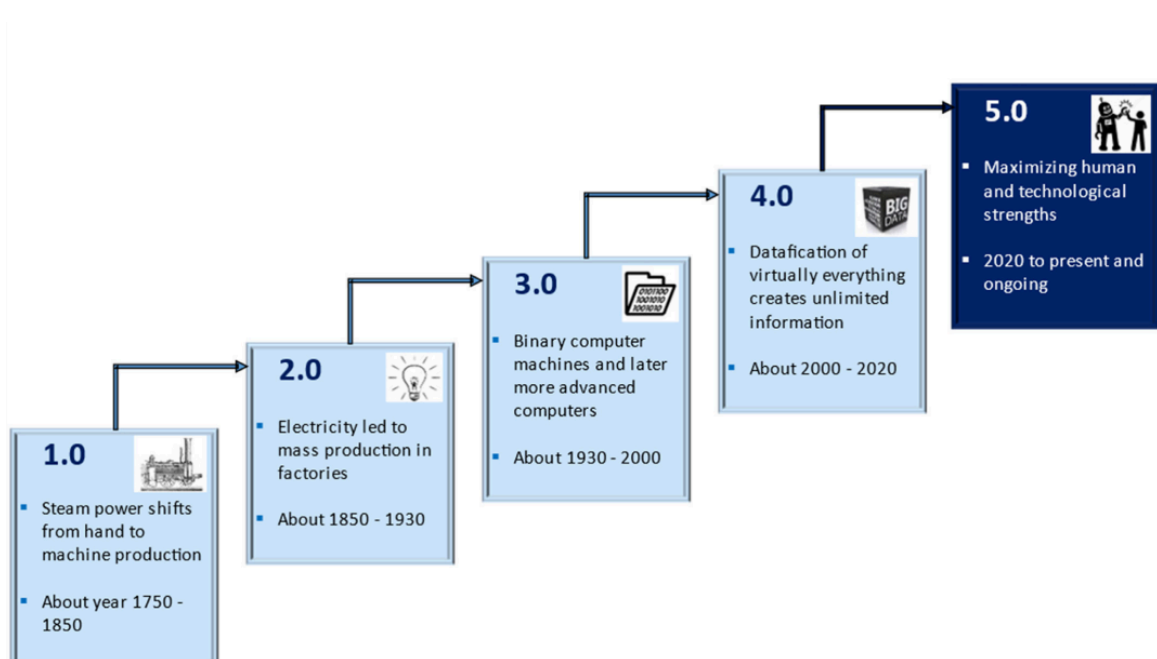 1.0
Steam power shifts
from hand to
machine production
About year 1750 -
1850
2.0
Electricity led to
mass production in
factories
About 1850 - 1930
3.0
0101100
1001010
1001010
Binary computer
machines and later
more advanced
computers
About 1930 - 2000
4.0
BIG
DATA
Datafication of
virtually everything
creates unlimited
information
About 2000 - 2020
5.0
Maximizing human
and technological
strengths
2020 to present and
ongoing